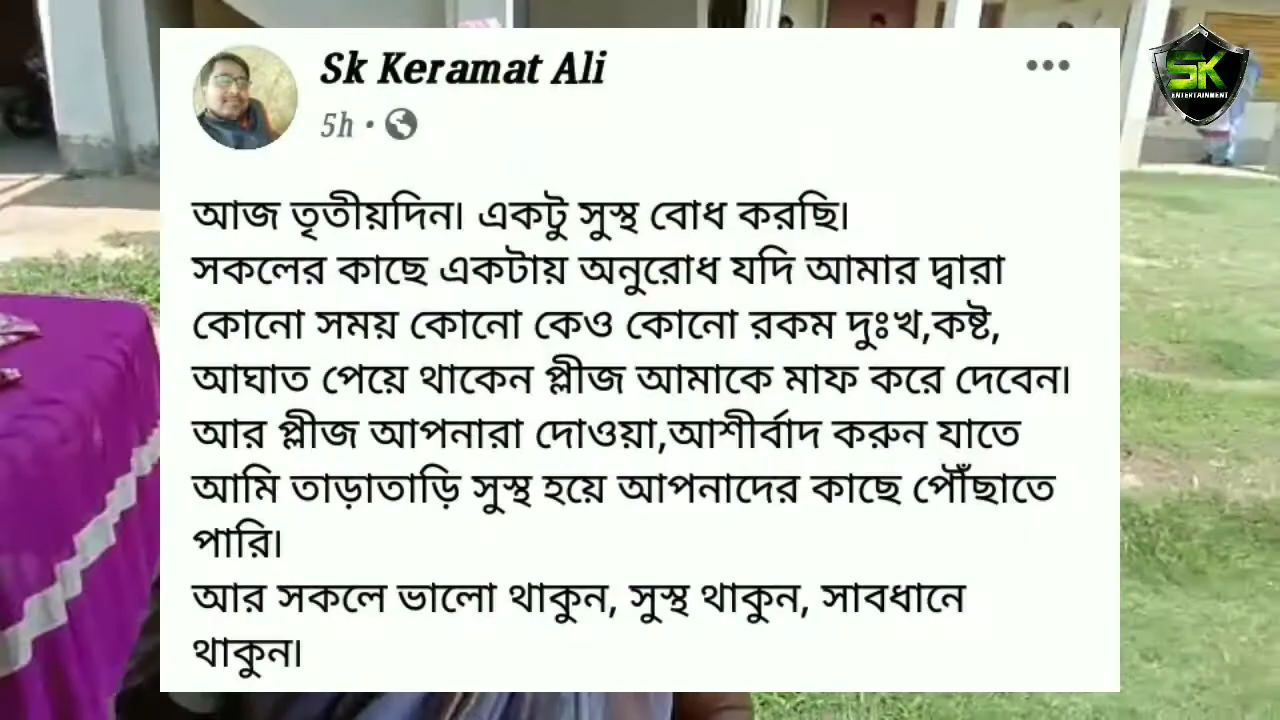 Sk Keramat Ali
5h •
আজ তৃতীয়দিন। একটু সুস্থ বোধ করছি।
সকলের কাছে একটায় অনুরোধ যদি আমার দ্বারা
কোনো সময় কোনো কেও কোনো রকম দুঃখ,কষ্ট,
আঘাত পেয়ে থাকেন প্লীজ আমাকে মাফ করে দেবেন।
আর প্লীজ আপনারা দোওয়া,আশীর্বাদ করুন যাতে
আমি তাড়াতাড়ি সুস্থ হয়ে আপনাদের কাছে পৌঁছাতে
পারি।
আর সকলে ভালো থাকুন, সুস্থ থাকুন, সাবধানে
থাকুন।
SK
ENTERTAINMENT